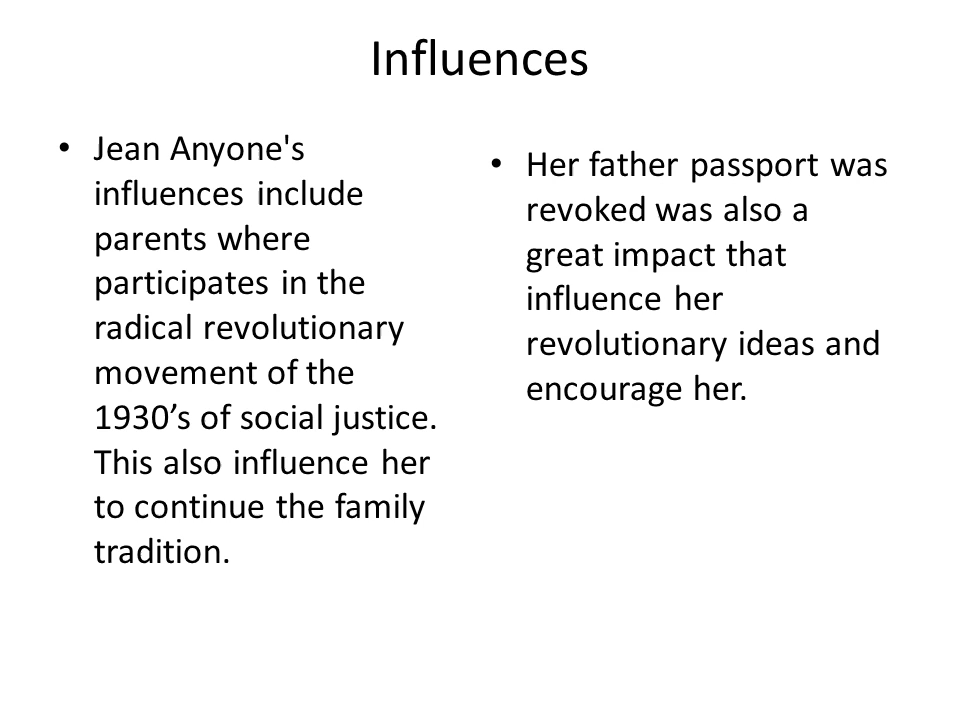 Influences
• Jean Anyone's
influences include
parents where
participates in the
radical revolutionary
movement of the
1930’s of social justice.
This also influence her
to continue the family
tradition.
• Her father passport was
revoked was also a
great impact that
influence her
revolutionary ideas and
encourage her.